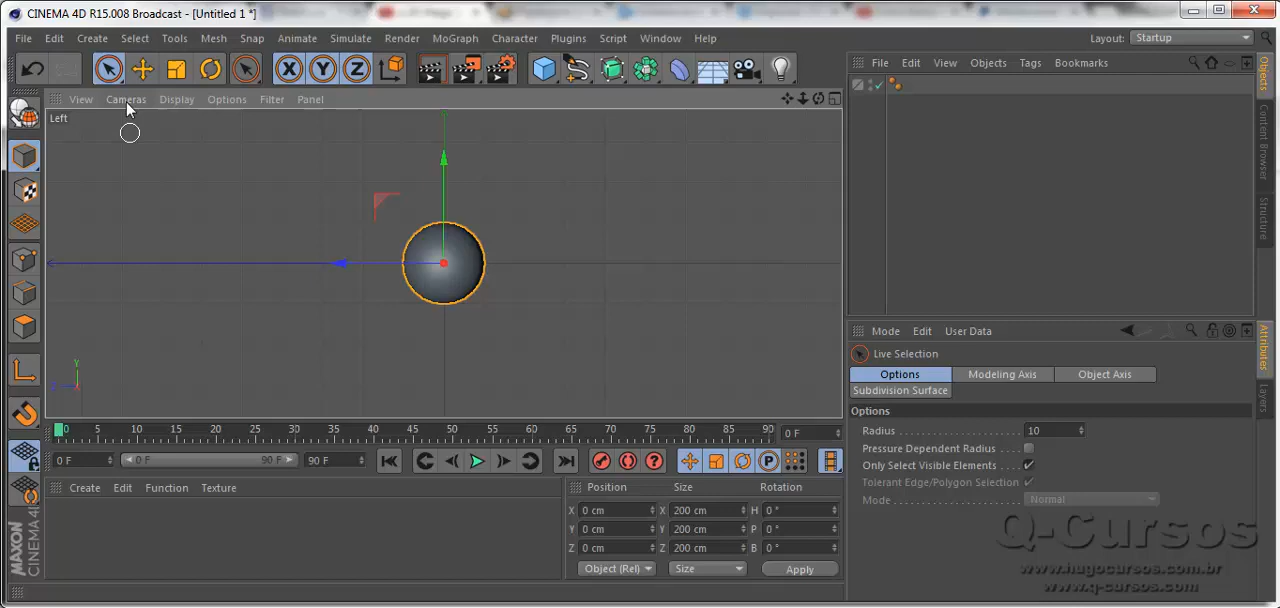 CINEMA 4D R15.008 Broadcast - [Untitled 1 *]
File Edit Create Select Tools Mesh Snap Animate Simulate Render MoGraph Character Plugins Script Window Help Layout: Startup
File Edit View Objects Tags Bookmarks
View Cameras Display Options Filter Panel
Left
Objects
Content Browser
Structure
Y
Mode Edit User Data
Attributes
Layers
Live Selection
Options Modeling Axis Object Axis
Subdivision Surface
Options
Radius 10
Pressure Dependent Radius
Only Select Visible Elements
Tolerant Edge/Polygon Selection
Mode Normal
0 5 10 15 20 25 30 35 40 45 50 55 60 65 70 75 80 85 90 0 F
0 F 0 F 90 F 90 F
Create Edit Function Texture
Position Size Rotation
X 0 cm X 200 cm H 0 °
Y 0 cm Y 200 cm P 0 °
Z 0 cm Z 200 cm B 0 °
Object (Rel) Size Apply
MAXON
CINEMA 4D
Q-Cursos
www.hugocursos.com.br
www.q-cursos.com